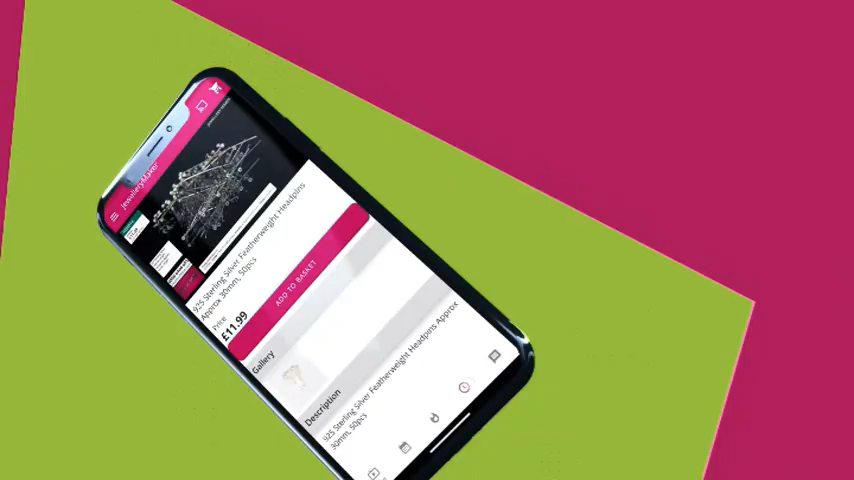 JewelleryMaker
925 Sterling Silver Featherweight Headpins
Approx 30mm, 50pcs
Price
£11.99
ADD TO BASKET
Gallery
Description
925 Sterling Silver Featherweight Headpins Approx
30mm, 50pcs